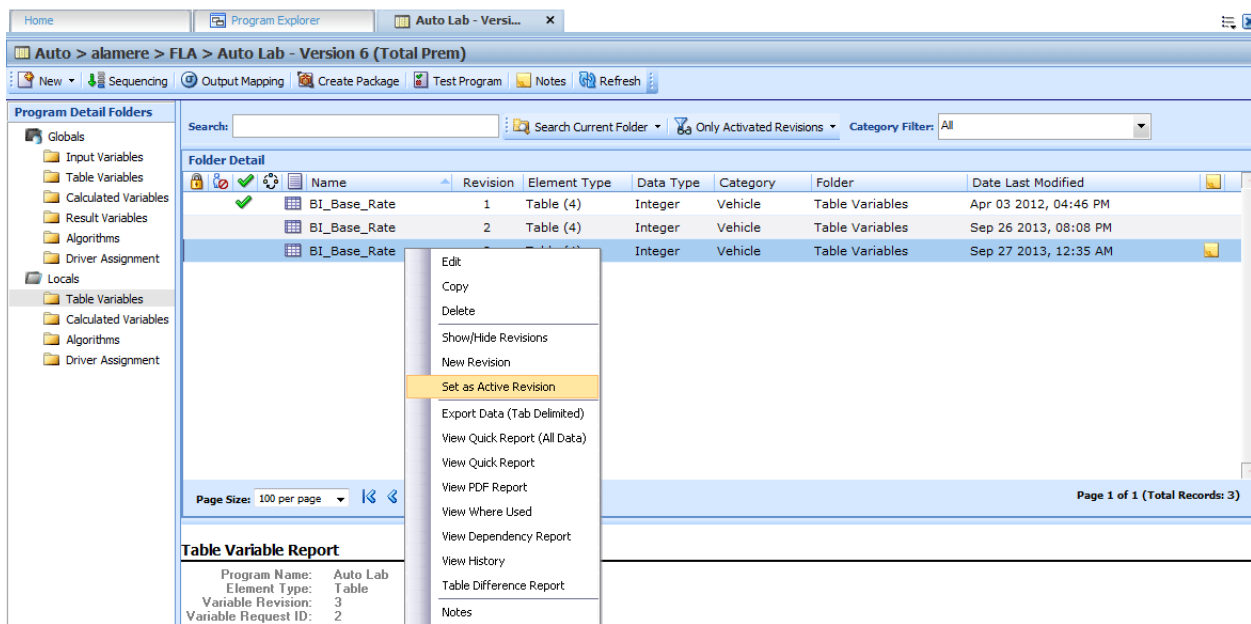 Home Program Explorer Auto Lab - Versi... x
Auto > alamere > FLA > Auto Lab - Version 6 (Total Prem)
New Sequencing Output Mapping Create Package Test Program Notes Refresh
Program Detail Folders
Globals
Input Variables
Table Variables
Calculated Variables
Result Variables
Algorithms
Driver Assignment
Locals
Table Variables
Calculated Variables
Algorithms
Driver Assignment
Search: Search Current Folder Only Activated Revisions Category Filter: All
Folder Detail
Name Revision Element Type Data Type Category Folder Date Last Modified
BI_Base_Rate 1 Table (4) Integer Vehicle Table Variables Apr 03 2012, 04:46 PM
BI_Base_Rate 2 Table (4) Integer Vehicle Table Variables Sep 26 2013, 08:08 PM
BI_Base_Rate Integer Vehicle Table Variables Sep 27 2013, 12:35 AM
Edit
Copy
Delete
Show/Hide Revisions
New Revision
Set as Active Revision
Export Data (Tab Delimited)
View Quick Report (All Data)
View Quick Report
View PDF Report
View Where Used
View Dependency Report
View History
Table Difference Report
Notes
Page Size: 100 per page
Page 1 of 1 (Total Records: 3)
Table Variable Report
Program Name: Auto Lab
Element Type: Table
Variable Revision: 3
Variable Request ID: 2